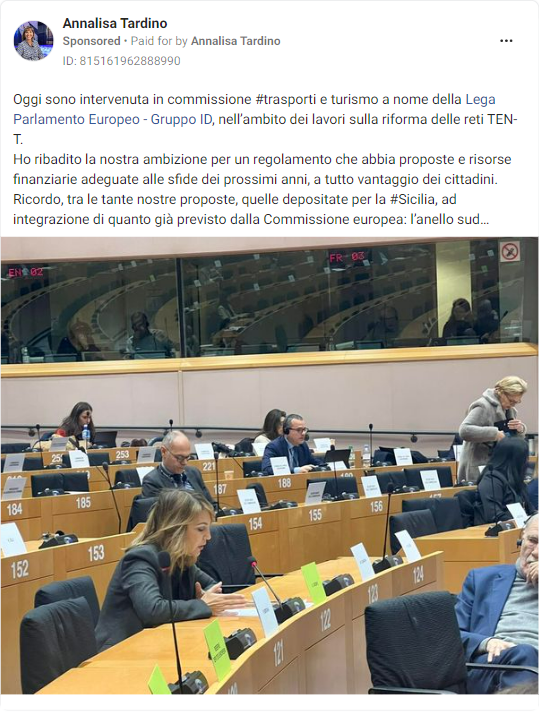 Annalisa Tardino
Sponsored • Paid for by Annalisa Tardino
ID: 815161962888990
Oggi sono intervenuta in commissione #trasporti e turismo a nome della Lega
Parlamento Europeo - Gruppo ID, nell'ambito dei lavori sulla riforma delle reti TEN-
T.
Ho ribadito la nostra ambizione per un regolamento che abbia proposte e risorse
finanziarie adeguate alle sfide dei prossimi anni, a tutto vantaggio dei cittadini.
Ricordo, tra le tante nostre proposte, quelle depositate per la #Sicilia, ad
integrazione di quanto già previsto dalla Commissione europea: l'anello sud...
EN 02
FR 03
253
221
184
185
187
188
152
153
154
155
156
121
122
123
124